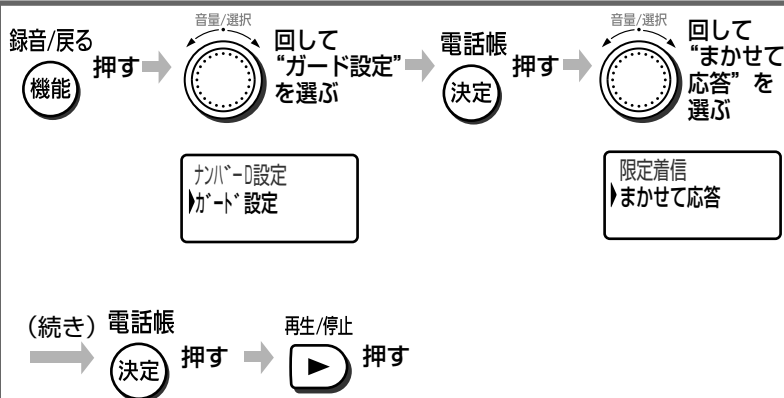 録音/戻る
機能
押す
音量/選択
回して
“ガード設定”
を選ぶ
電話帳
決定
押す
音量/選択
回して
“まかせて
応答”を
選ぶ
ﾅﾝﾊﾞｰD設定
ｶﾞｰﾄﾞ設定
限定着信
まかせて応答
(続き)
電話帳
決定
押す
再生/停止
押す